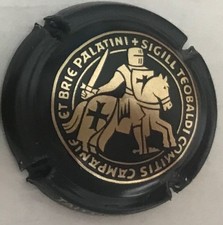 + SIGILL TEOBALDI COMITIS CAMPANIE ET BRIE PALATINI